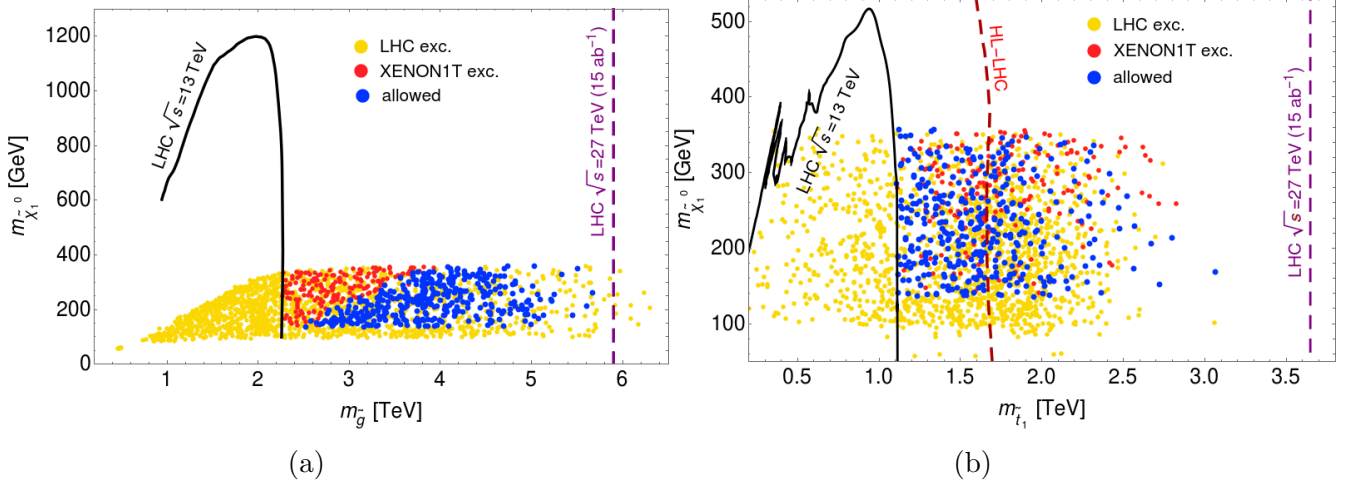 1200
1000
800
600
400
200
0
1
2
3
4
5
6
m_χ̃₁⁰ [GeV]
m_g̃ [TeV]
LHC √s=13 TeV
LHC exc.
XENON1T exc.
allowed
LHC √s=27 TeV (15 ab⁻¹)
(a)
500
400
300
200
100
0.5
1.0
1.5
2.0
2.5
3.0
3.5
m_χ̃₁⁰ [GeV]
m_t̃₁ [TeV]
LHC √s=13 TeV
HL-LHC
LHC exc.
XENON1T exc.
allowed
LHC √s=27 TeV (15 ab⁻¹)
(b)